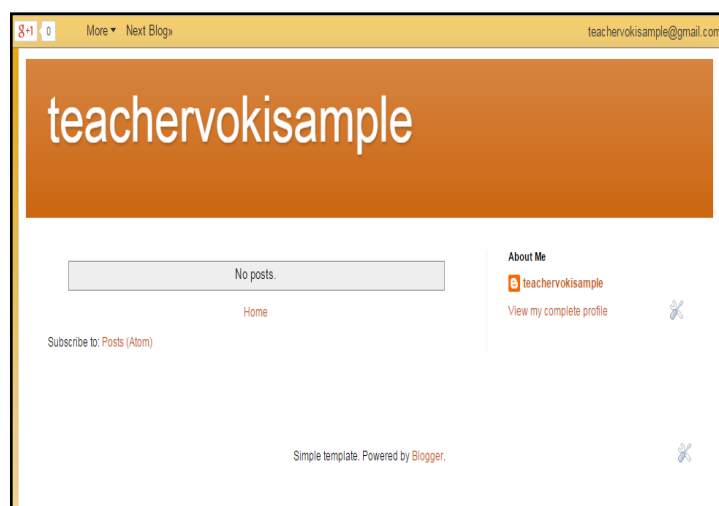 g+1 0 More Next Blog» teachervokisample@gmail.com
teachervokisample
No posts.
Home
Subscribe to: Posts (Atom)
About Me
teachervokisample
View my complete profile
Simple template. Powered by Blogger.